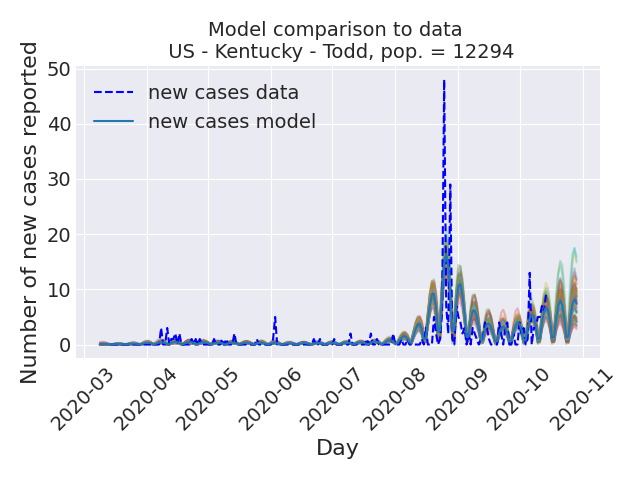 Model comparison to data
US - Kentucky - Todd, pop. = 12294
Number of new cases reported
50
40
30
20
10
0
new cases data
new cases model
2020-03
2020-04
2020-05
2020-06
2020-07
2020-08
2020-09
2020-10
2020-11
Day